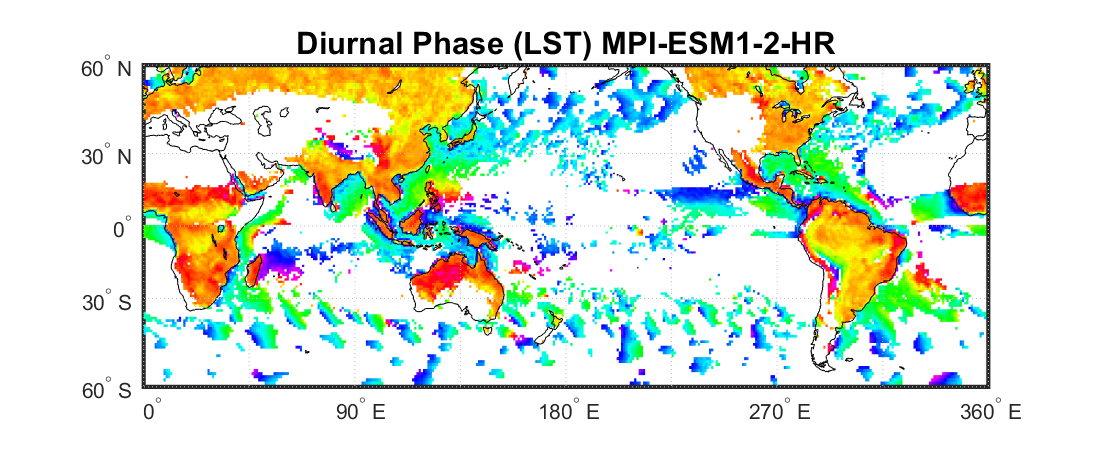 Diurnal Phase (LST) MPI-ESM1-2-HR
60° N
30° N
0°
30° S
60° S
0° 90° E 180° E 270° E 360° E